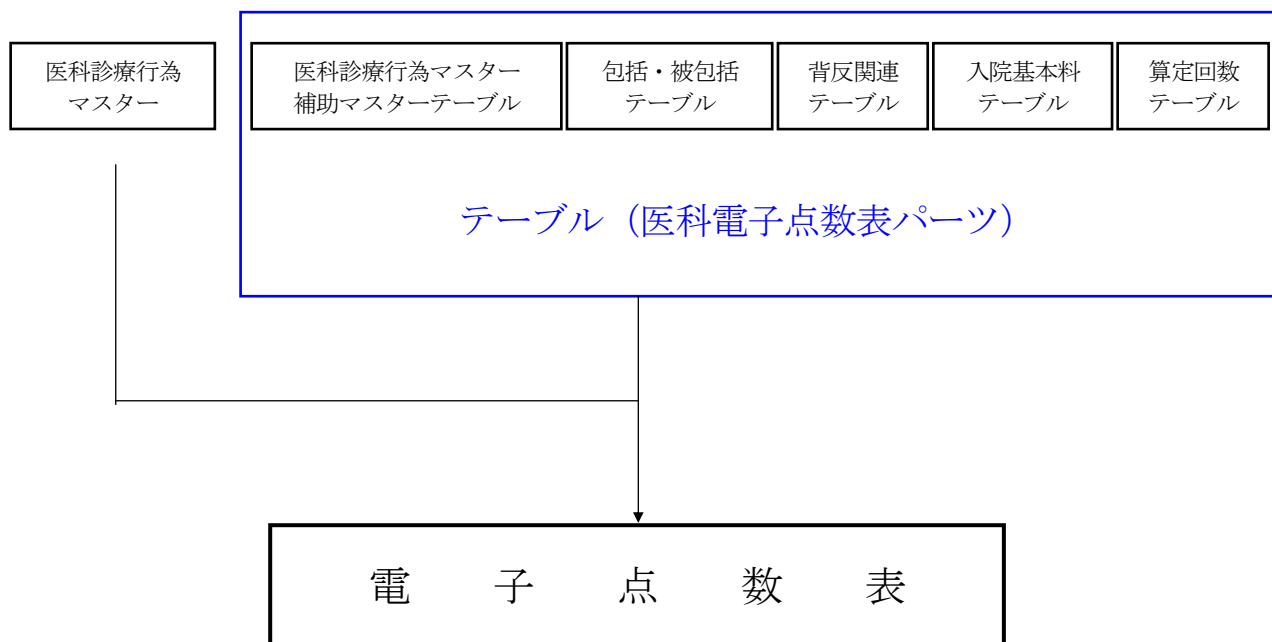 医科診療行為
マスター
医科診療行為マスター
補助マスターテーブル
包括・被包括
テーブル
背反関連
テーブル
入院基本料
テーブル
算定回数
テーブル
テーブル（医科電子点数表パーツ）
電子点数表